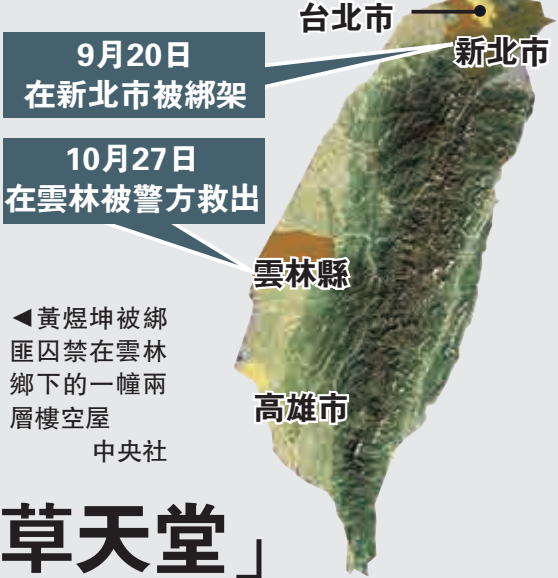 台北市
新北市
9月20日
在新北市被綁架
10月27日
在雲林被警方救出
雲林縣
◀黃煜坤被綁
匪囚禁在雲林
鄉下的一幢兩
層樓空屋
中央社
高雄市
草天堂」